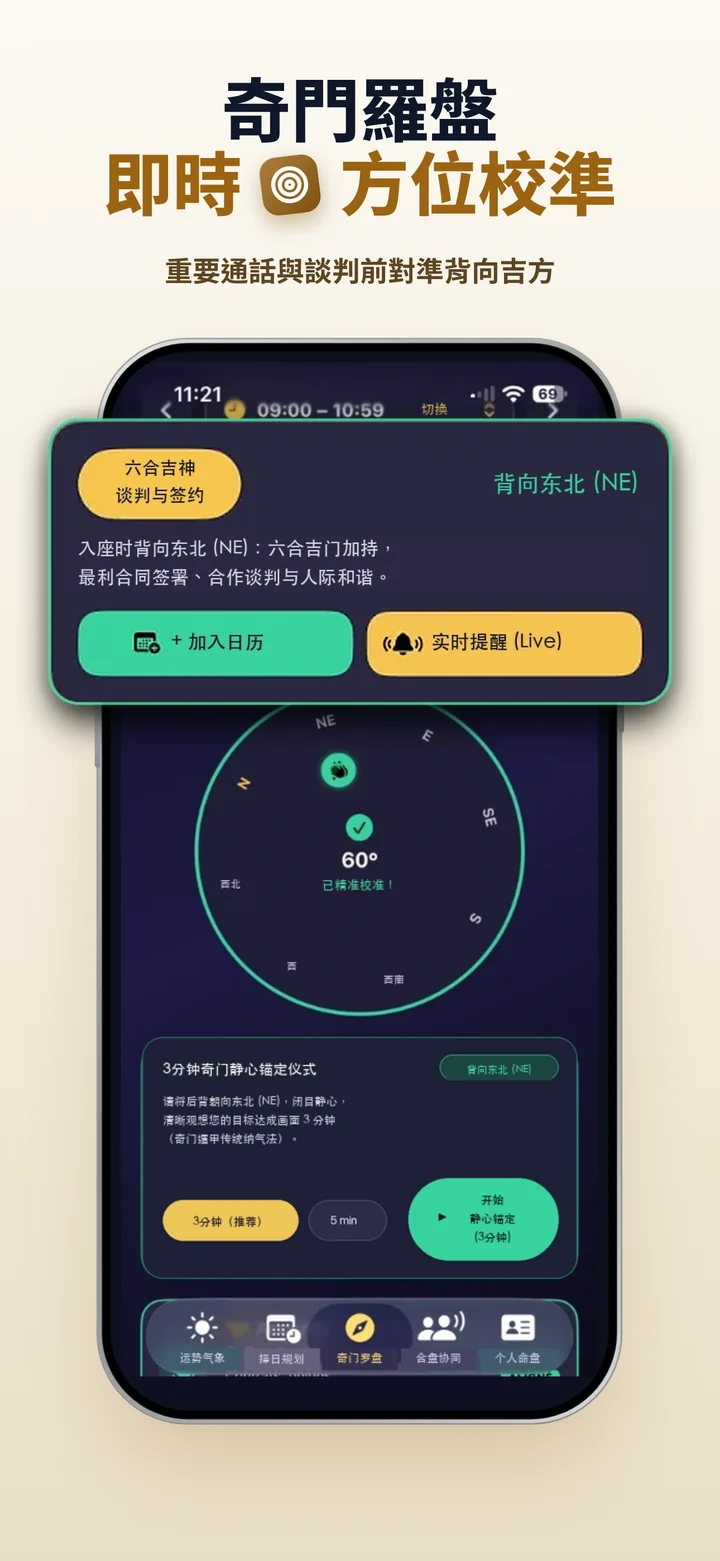 奇門羅盤
即時 方位校準
重要通話與談判前對準背向吉方
11:21
69
09:00 – 10:59
切换
六合吉神
谈判与签约
背向东北 (NE)
入座时背向东北 (NE)：六合吉门加持，
最利合同签署、合作谈判与人际和谐。
+ 加入日历
实时提醒 (Live)
NE
E
N
SE
60°
已精准校准！
西北
S
西
西南
3分钟奇门静心锚定仪式
背向东北 (NE)
请将后背朝向东北 (NE)，闭目静心，
清晰观想您的目标达成画面 3 分钟
（奇门遁甲传统纳气法）。
3分钟（推荐）
5 min
开始
静心锚定
(3分钟)
运势气象
择日规划
奇门罗盘
合盘协同
个人命盘